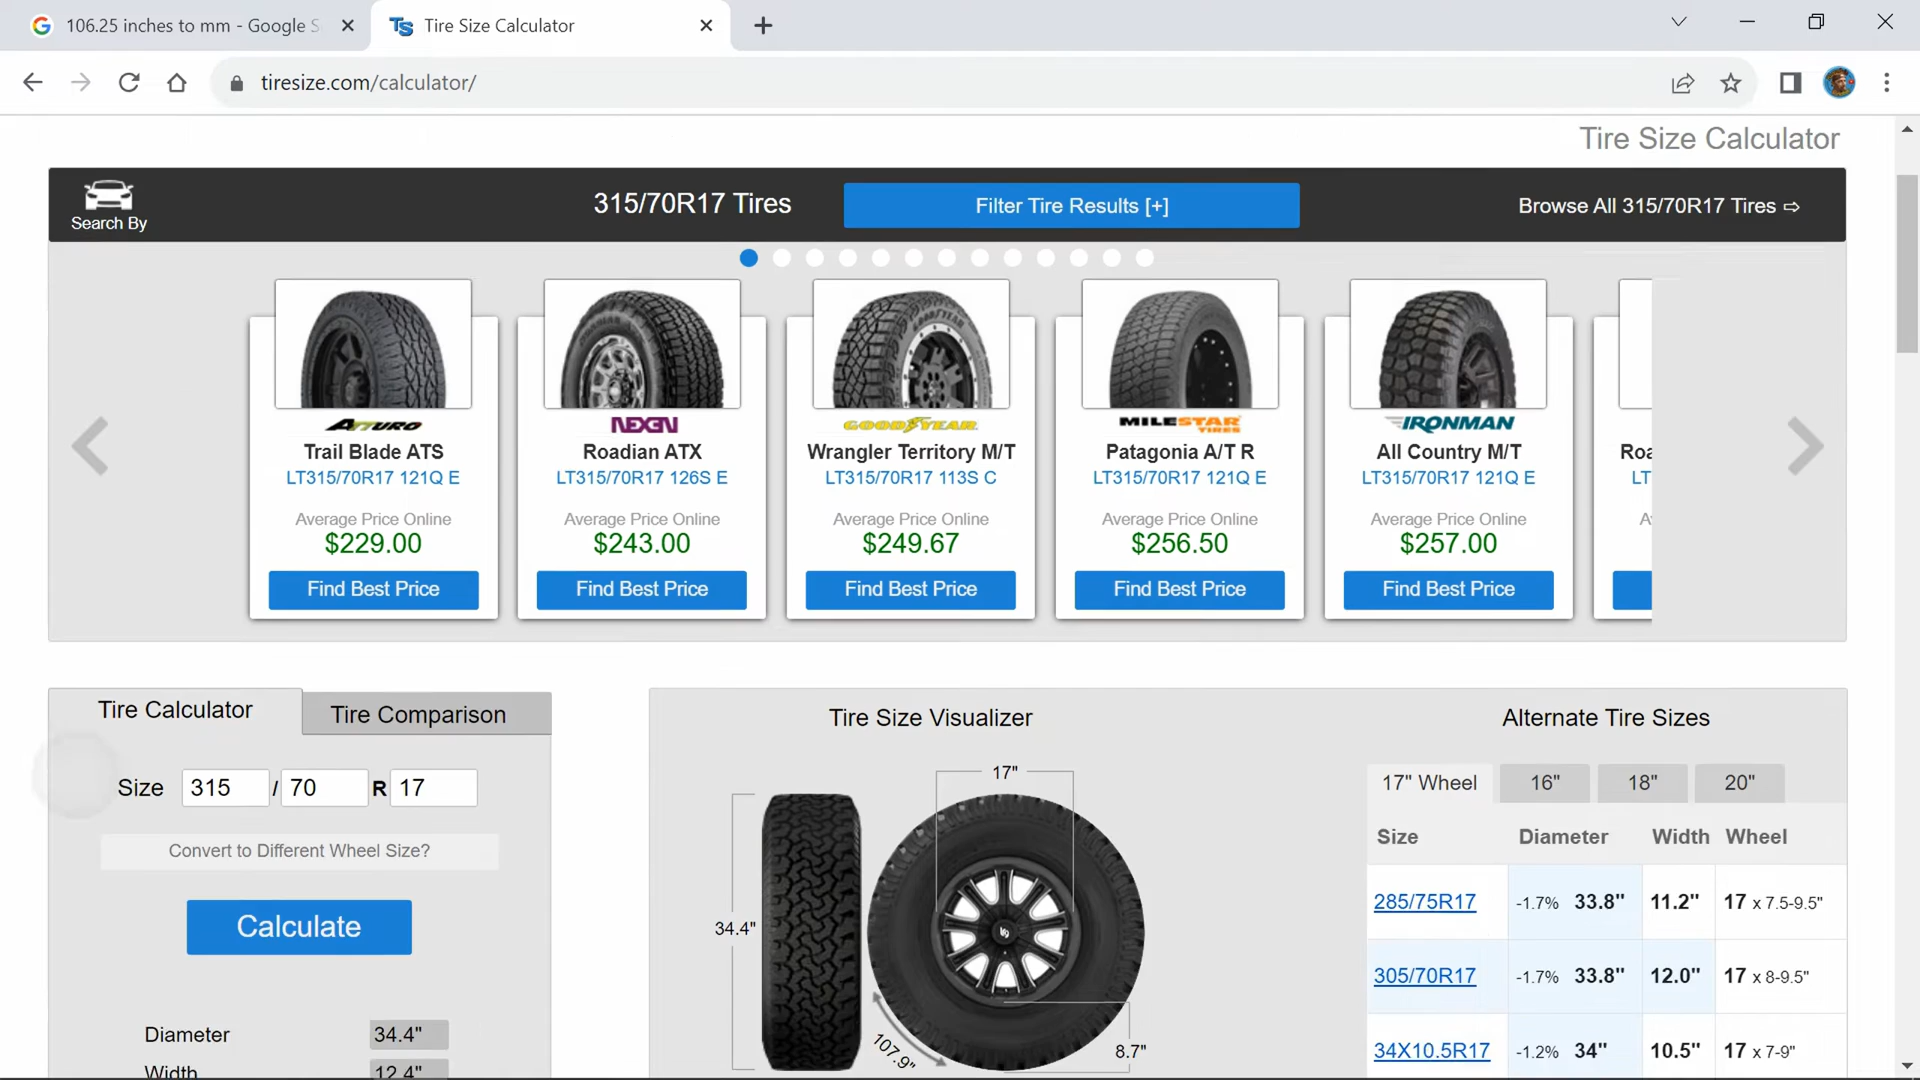 106.25 inches to mm - Google S
Tire Size Calculator
tiresize.com/calculator/
Tire Size Calculator
Search By
315/70R17 Tires
Filter Tire Results [+]
Browse All 315/70R17 Tires ⇨
ATTURO
Trail Blade ATS
LT315/70R17 121Q E
Average Price Online
$229.00
Find Best Price
NEXEN
Roadian ATX
LT315/70R17 126S E
Average Price Online
$243.00
Find Best Price
GOODYEAR
Wrangler Territory M/T
LT315/70R17 113S C
Average Price Online
$249.67
Find Best Price
MILESTAR
TIRES
Patagonia A/T R
LT315/70R17 121Q E
Average Price Online
$256.50
Find Best Price
IRONMAN
All Country M/T
LT315/70R17 121Q E
Average Price Online
$257.00
Find Best Price
Roa
LT
A
Tire Calculator
Tire Comparison
Size 315 / 70 R 17
Convert to Different Wheel Size?
Calculate
Diameter 34.4"
Width 12.4"
Tire Size Visualizer
17"
34.4"
107.9"
8.7"
Alternate Tire Sizes
17" Wheel 16" 18" 20"
Size Diameter Width Wheel
285/75R17 -1.7% 33.8" 11.2" 17 x 7.5-9.5"
305/70R17 -1.7% 33.8" 12.0" 17 x 8-9.5"
34X10.5R17 -1.2% 34" 10.5" 17 x 7-9"